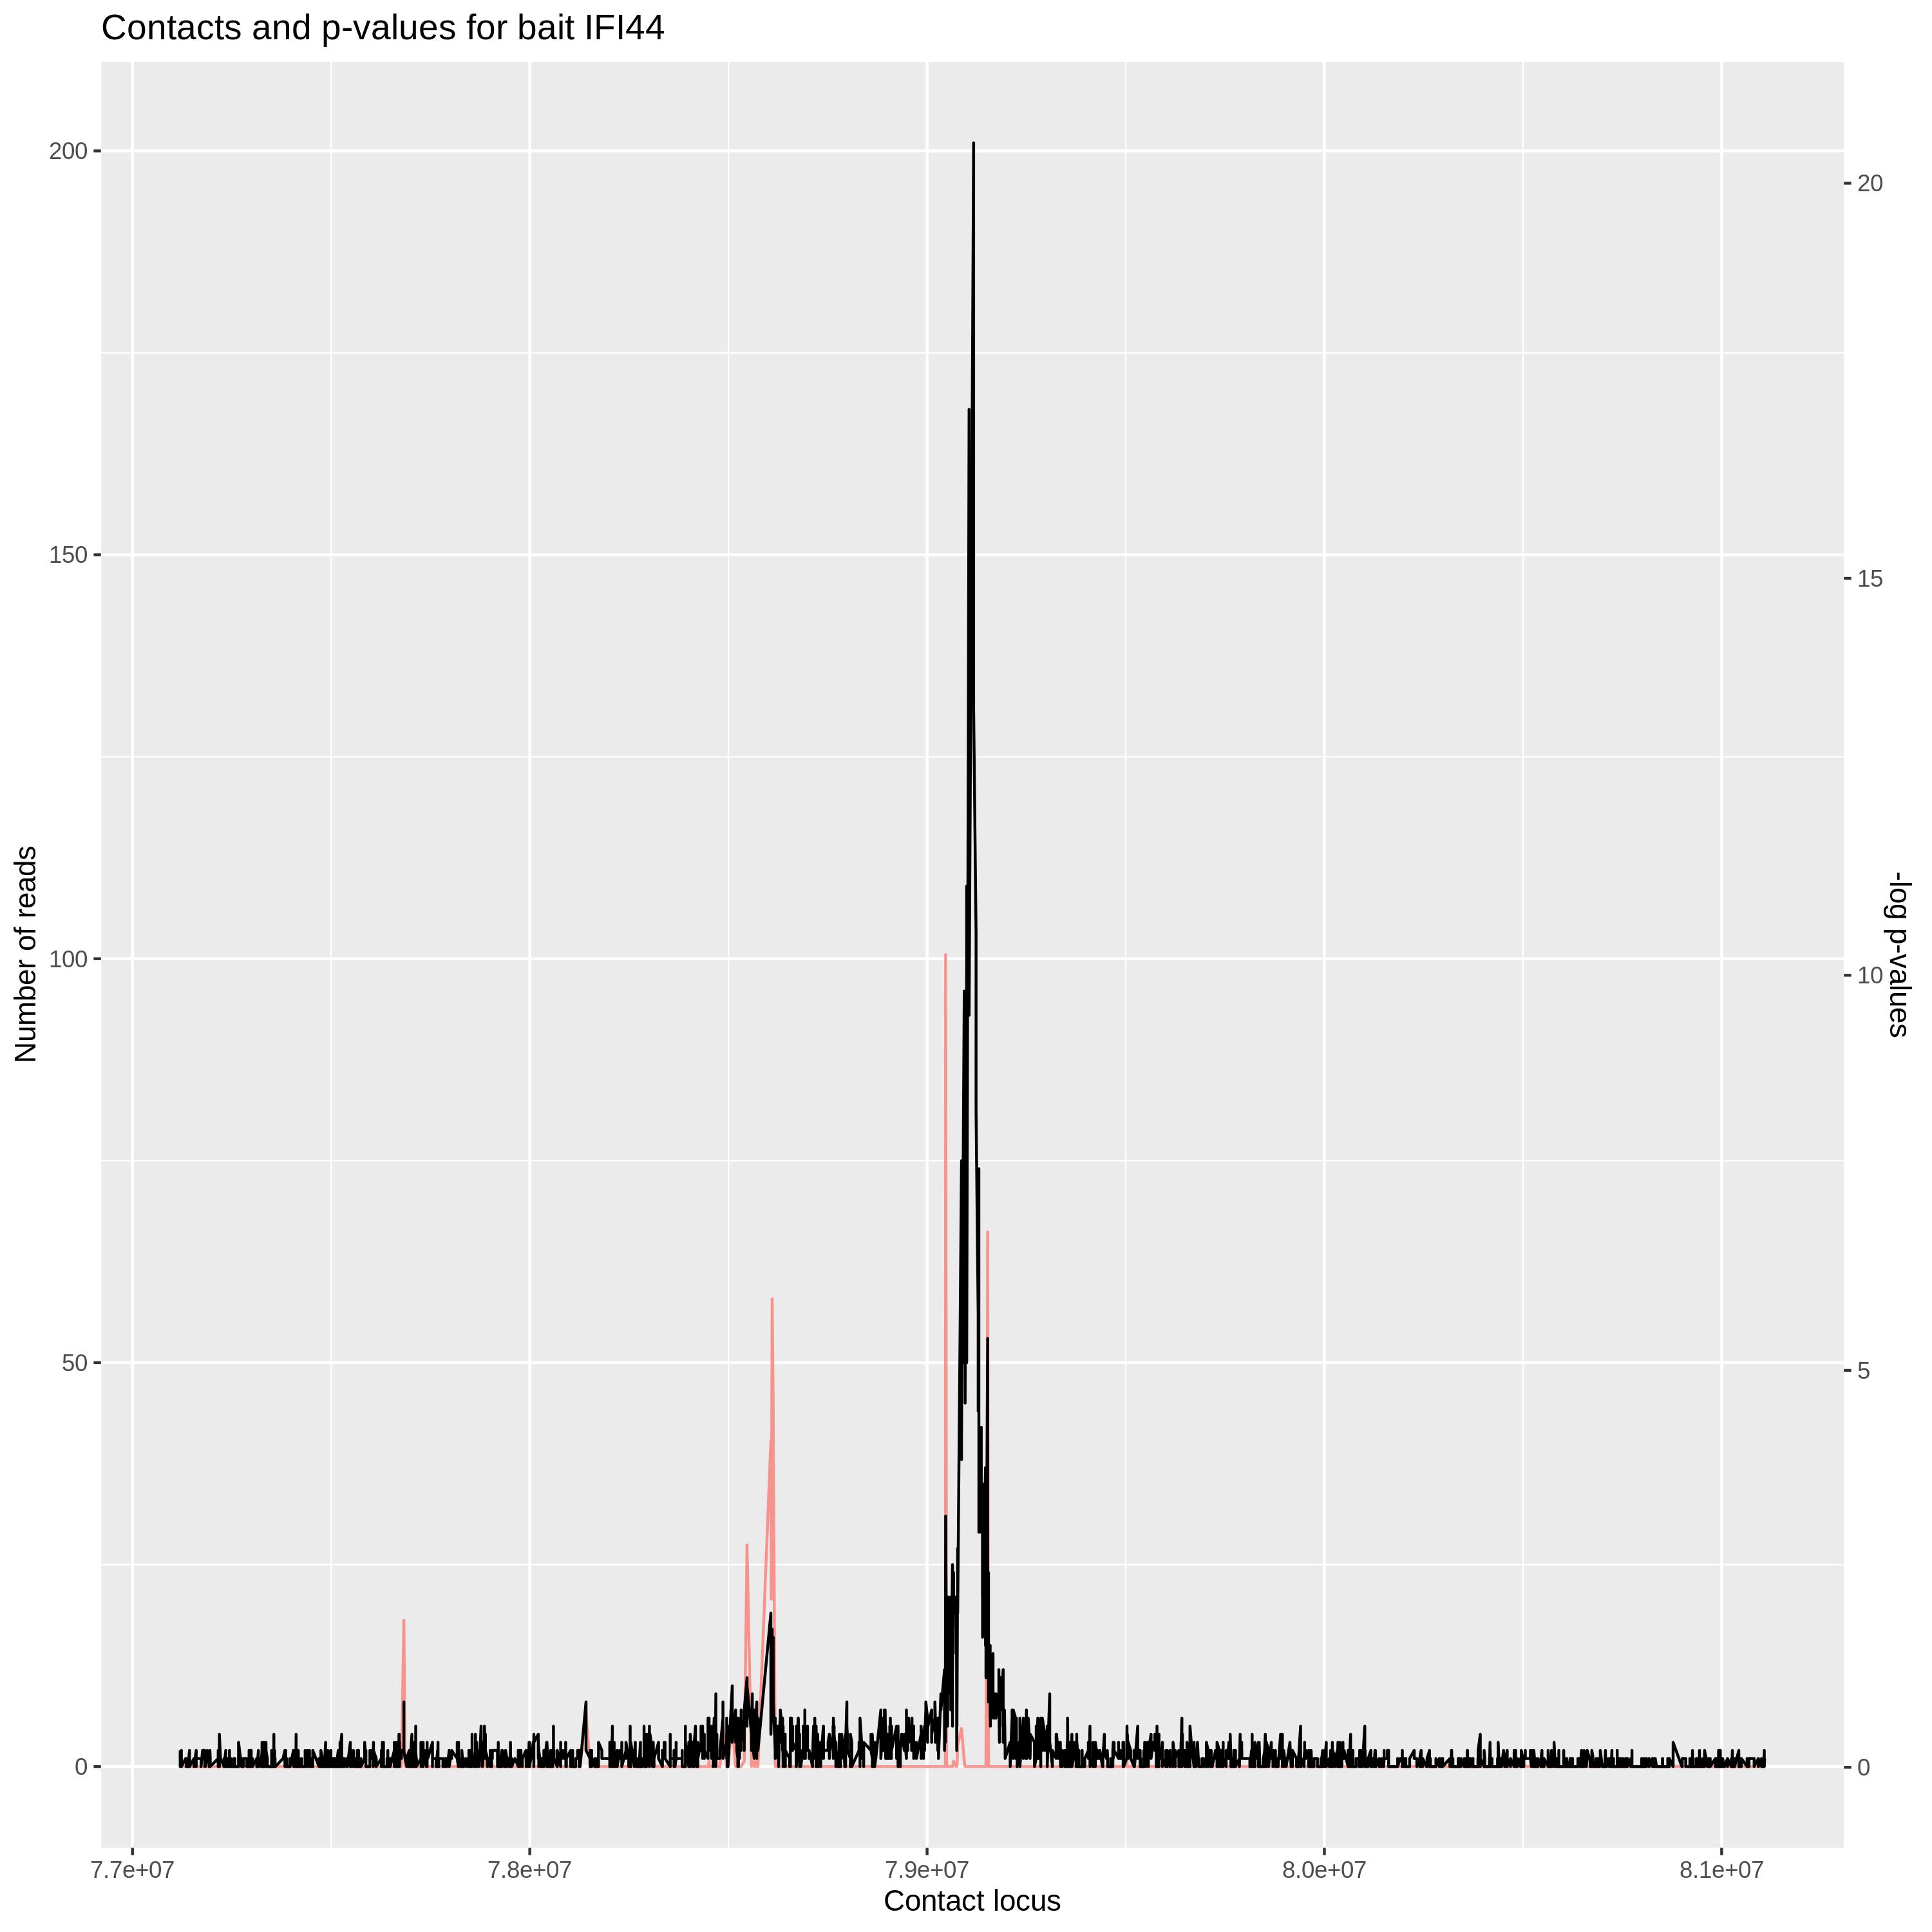 Contacts and p-values for bait IFI44
200
150
100
50
0
Number of reads
20
15
10
5
0
-log p-values
7.7e+07 7.8e+07 7.9e+07 8.0e+07 8.1e+07
Contact locus